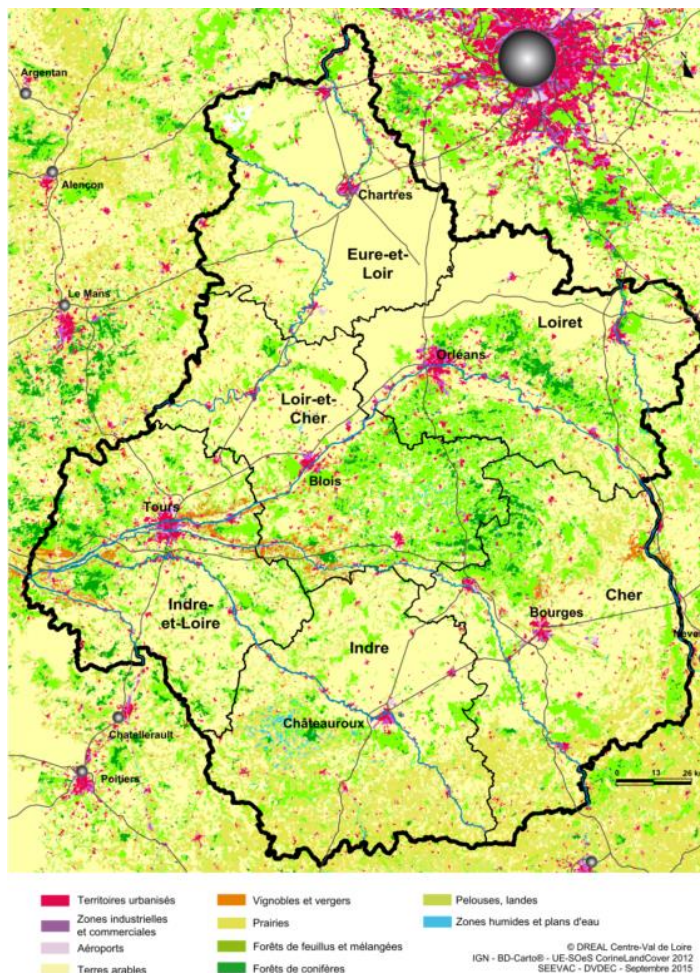 N
Argentan
Alençon
Chartres
Eure-et-
Loir
Le Mans
Loiret
Orléans
Loir-et-
Cher
Blois
Tours
Indre-
et-Loire
Cher
Bourges
Indre
Châteauroux
Chatellerault
Poitiers
0 13 26 k
Territoires urbanisés
Zones industrielles
et commerciales
Aéroports
Terres arables
Vignobles et vergers
Prairies
Forêts de feuillus et mélangées
Forêts de conifères
Pelouses, landes
Zones humides et plans d'eau
© DREAL Centre-Val de Loire
IGN - BD-Carto® - UE-SOeS CorineLandCover 2012
SEEVAC - DVDEC - Septembre 2015